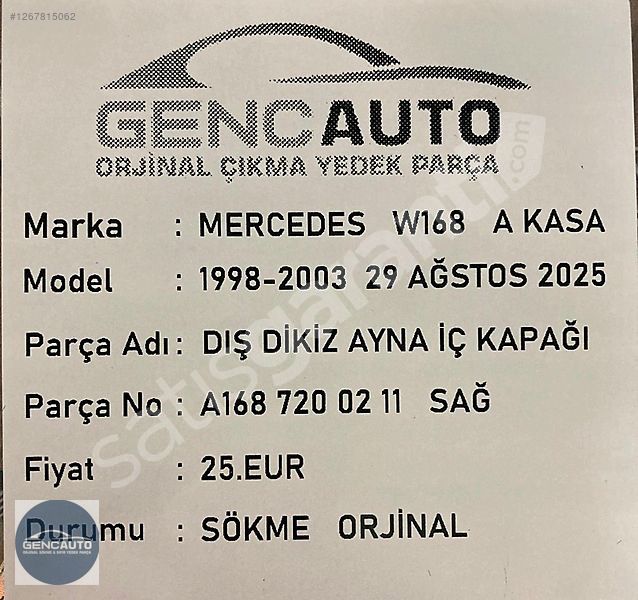 #1267815062
GENCAUTO
ORJİNAL ÇIKMA YEDEK PARÇA
Marka : MERCEDES W168 A KASA
Model : 1998-2003 29 AĞSTOS 2025
Parça Adı : DIŞ DİKİZ AYNA İÇ KAPAĞI
Parça No : A168 720 02 11 SAĞ
Fiyat : 25.EUR
Durumu : SÖKME ORJİNAL
satisgaranti.com
GENCAUTO